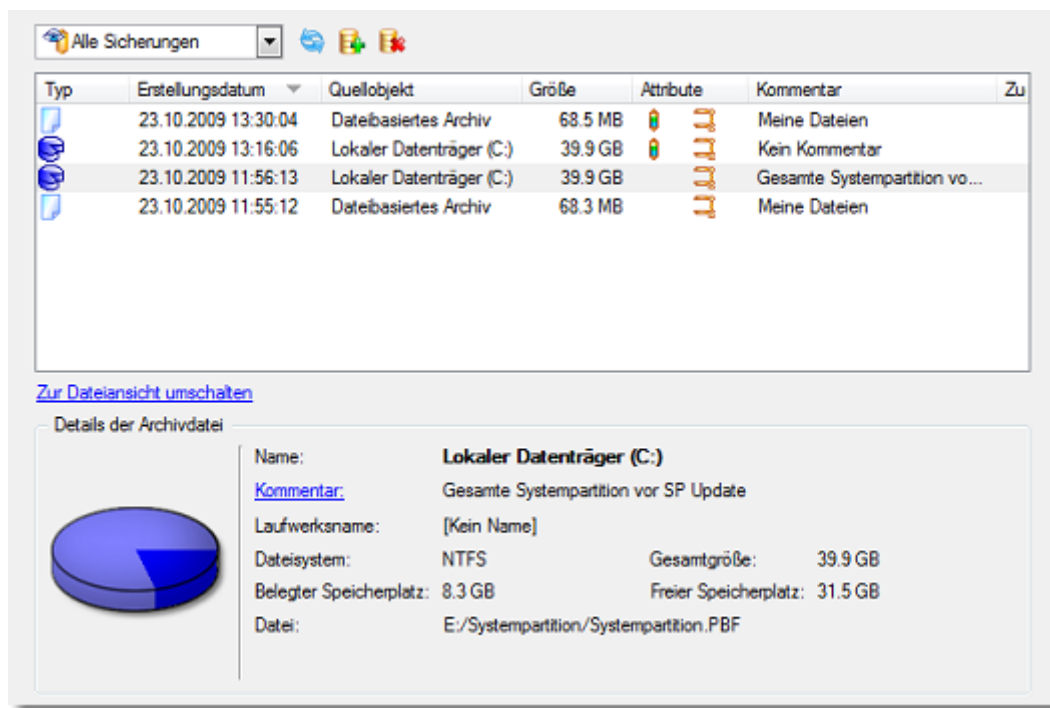 Alle Sicherungen
Typ Erstellungsdatum Quellobjekt Größe Attribute Kommentar Zu
23.10.2009 13:30:04 Dateibasiertes Archiv 68.5 MB Meine Dateien
23.10.2009 13:16:06 Lokaler Datenträger (C:) 39.9 GB Kein Kommentar
23.10.2009 11:56:13 Lokaler Datenträger (C:) 39.9 GB Gesamte Systempartition vo...
23.10.2009 11:55:12 Dateibasiertes Archiv 68.3 MB Meine Dateien
Zur Dateiansicht umschalten
Details der Archivdatei
Name: Lokaler Datenträger (C:)
Kommentar: Gesamte Systempartition vor SP Update
Laufwerksname: [Kein Name]
Dateisystem: NTFS Gesamtgröße: 39.9 GB
Belegter Speicherplatz: 8.3 GB Freier Speicherplatz: 31.5 GB
Datei: E:/Systempartition/Systempartition.PBF